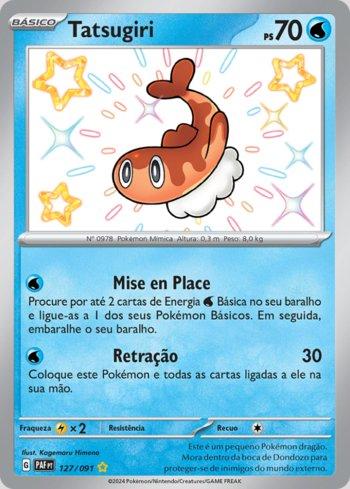 BÁSICO
Tatsugiri
PS 70
Nº 0978 Pokémon Mímica Altura: 0,3 m Peso: 8,0 kg
Mise en Place
Procure por até 2 cartas de Energia Básica no seu baralho
e ligue-as a 1 dos seus Pokémon Básicos. Em seguida,
embaralhe o seu baralho.
Retração 30
Coloque este Pokémon e todas as cartas ligadas a ele na
sua mão.
Fraqueza ×2 Resistência Recuo
Ilust. Kagemaru Himeno
G PAF PT 127/091
Este é um pequeno Pokémon dragão.
Mora dentro da boca de Dondozo para
proteger-se de inimigos do mundo externo.
©2024 Pokémon/Nintendo/Creatures/GAME FREAK